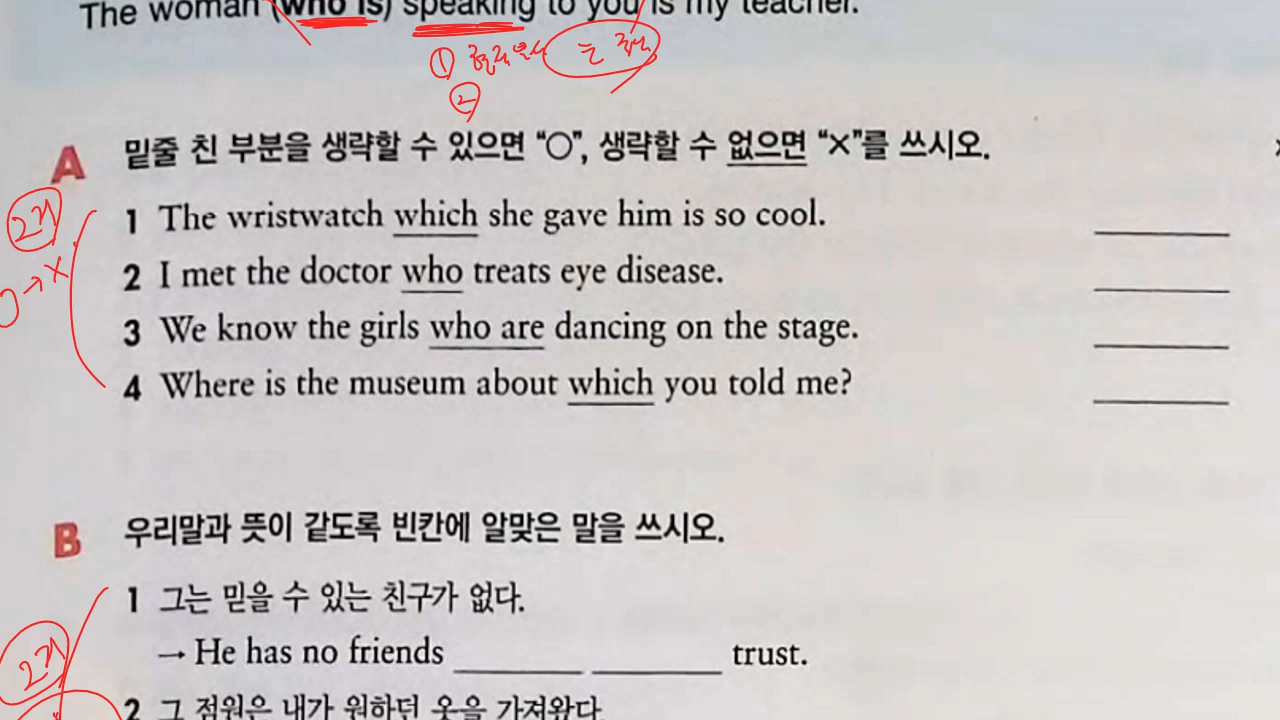 The woman (who is) speaking to you is my teacher.
①
②
A 밑줄 친 부분을 생략할 수 있으면 “○”, 생략할 수 없으면 “×”를 쓰시오.
1 The wristwatch which she gave him is so cool.
2 I met the doctor who treats eye disease.
3 We know the girls who are dancing on the stage.
4 Where is the museum about which you told me?
B 우리말과 뜻이 같도록 빈칸에 알맞은 말을 쓰시오.
1 그는 믿을 수 있는 친구가 없다.
→ He has no friends trust.
2 그 점원은 내가 원하던 옷을 가져왔다.